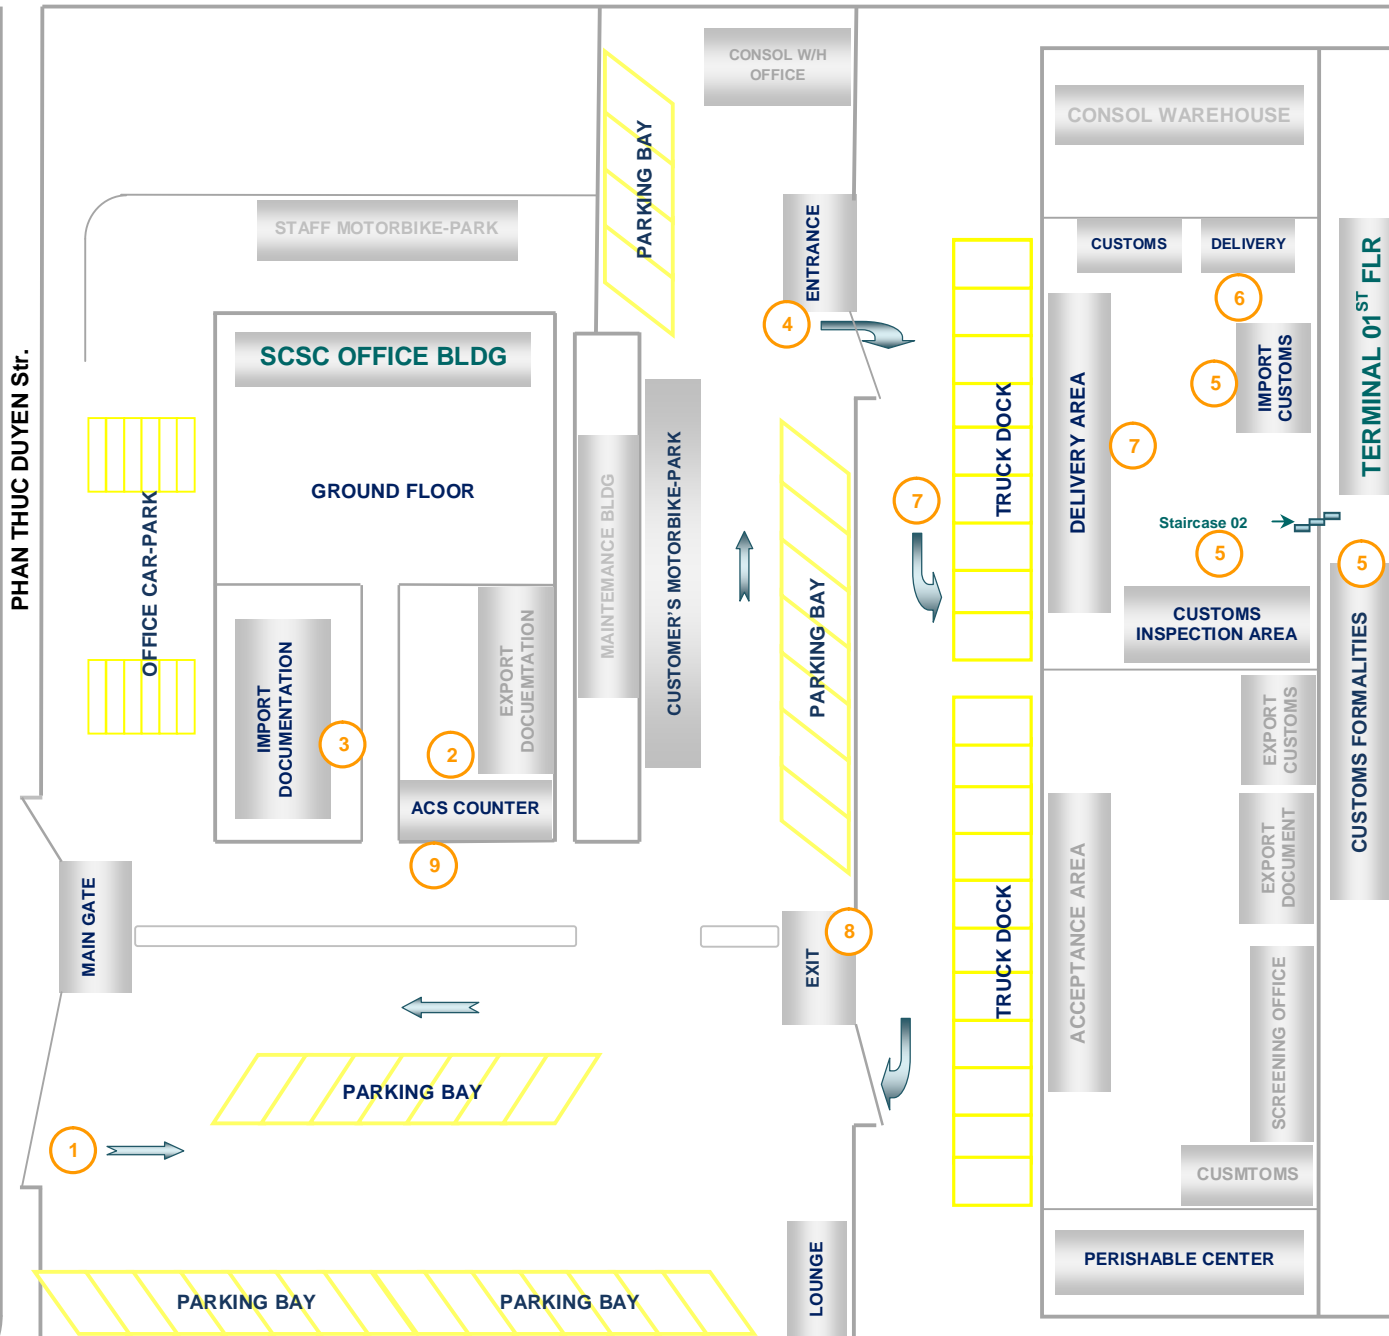 CONSOL W/H
OFFICE
CONSOL WAREHOUSE
PARKING BAY
STAFF MOTORBIKE-PARK
ENTRANCE
4
CUSTOMS
DELIVERY
6
TERMINAL 01ST FLR
SCSC OFFICE BLDG
IMPORT
CUSTOMS
5
PHAN THUC DUYEN Str.
GROUND FLOOR
OFFICE CAR-PARK
MAINTEMANCE BLDG
CUSTOMER'S MOTORBIKE-PARK
PARKING BAY
7
TRUCK DOCK
DELIVERY AREA
7
Staircase 02
5
5
CUSTOMS
INSPECTION AREA
CUSTOMS FORMALITIES
IMPORT
DOCUMENTATION
3
EXPORT
DOCUEMTATION
2
ACS COUNTER
9
EXPORT
CUSTOMS
EXPORT
DOCUMENT
MAIN GATE
EXIT
8
TRUCK DOCK
ACCEPTANCE AREA
SCREENING OFFICE
PARKING BAY
1
CUSMTOMS
LOUNGE
PERISHABLE CENTER
PARKING BAY
PARKING BAY